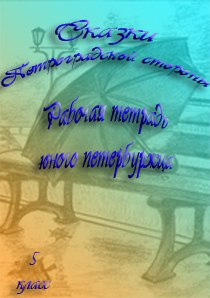 Сказки
Петроградской стороны
Рабочая тетрадь
юного петербуржца
5
класс